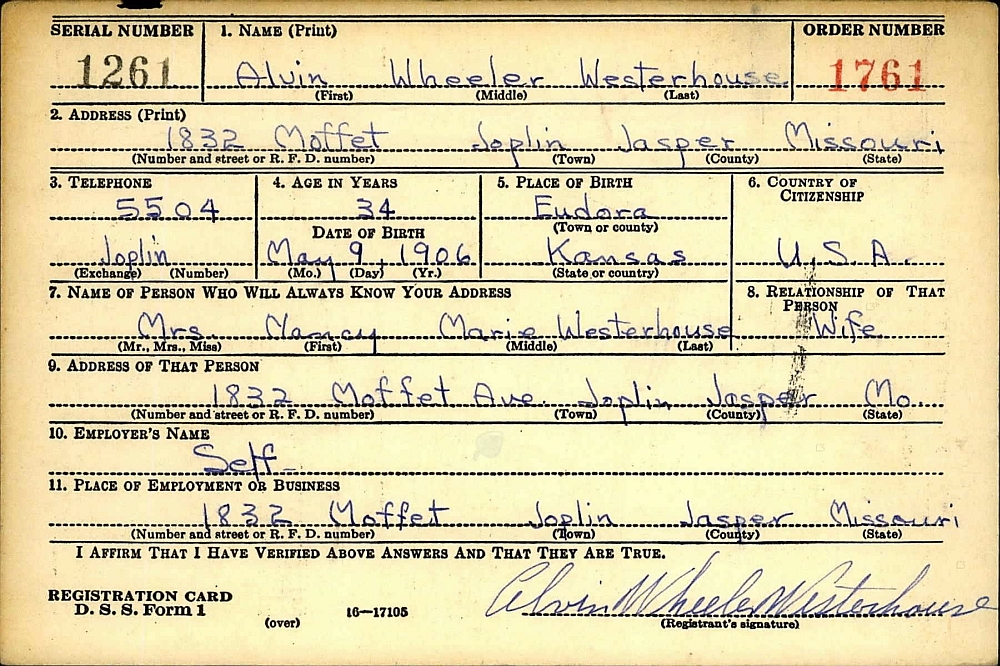 SERIAL NUMBER 1. NAME (Print) ORDER NUMBER
1261 Alvin Wheeler Westerhouse 1761
(First) (Middle) (Last)
2. ADDRESS (Print)
1832 Moffet Joplin Jasper Missouri
(Number and street or R. F. D. number) (Town) (County) (State)
3. TELEPHONE 4. AGE IN YEARS 5. PLACE OF BIRTH 6. COUNTRY OF CITIZENSHIP
5504 34 Eudora
(Town or county)
DATE OF BIRTH
Joplin May 9, 1906 Kansas U.S.A.
(Exchange) (Number) (Mo.) (Day) (Yr.) (State or country)
7. NAME OF PERSON WHO WILL ALWAYS KNOW YOUR ADDRESS 8. RELATIONSHIP OF THAT PERSON
Mrs. Nancy Marie Westerhouse Wife
(Mr., Mrs., Miss) (First) (Middle) (Last)
9. ADDRESS OF THAT PERSON
1832 Moffet Ave. Joplin Jasper Mo.
(Number and street or R. F. D. number) (Town) (County) (State)
10. EMPLOYER'S NAME
Self-
11. PLACE OF EMPLOYMENT OR BUSINESS
1832 Moffet Joplin Jasper Missouri
(Number and street or R. F. D. number) (Town) (County) (State)
I AFFIRM THAT I HAVE VERIFIED ABOVE ANSWERS AND THAT THEY ARE TRUE.
REGISTRATION CARD
D. S. S. Form 1 (over) 16—17105 Alvin Wheeler Westerhouse
(Registrant's signature)